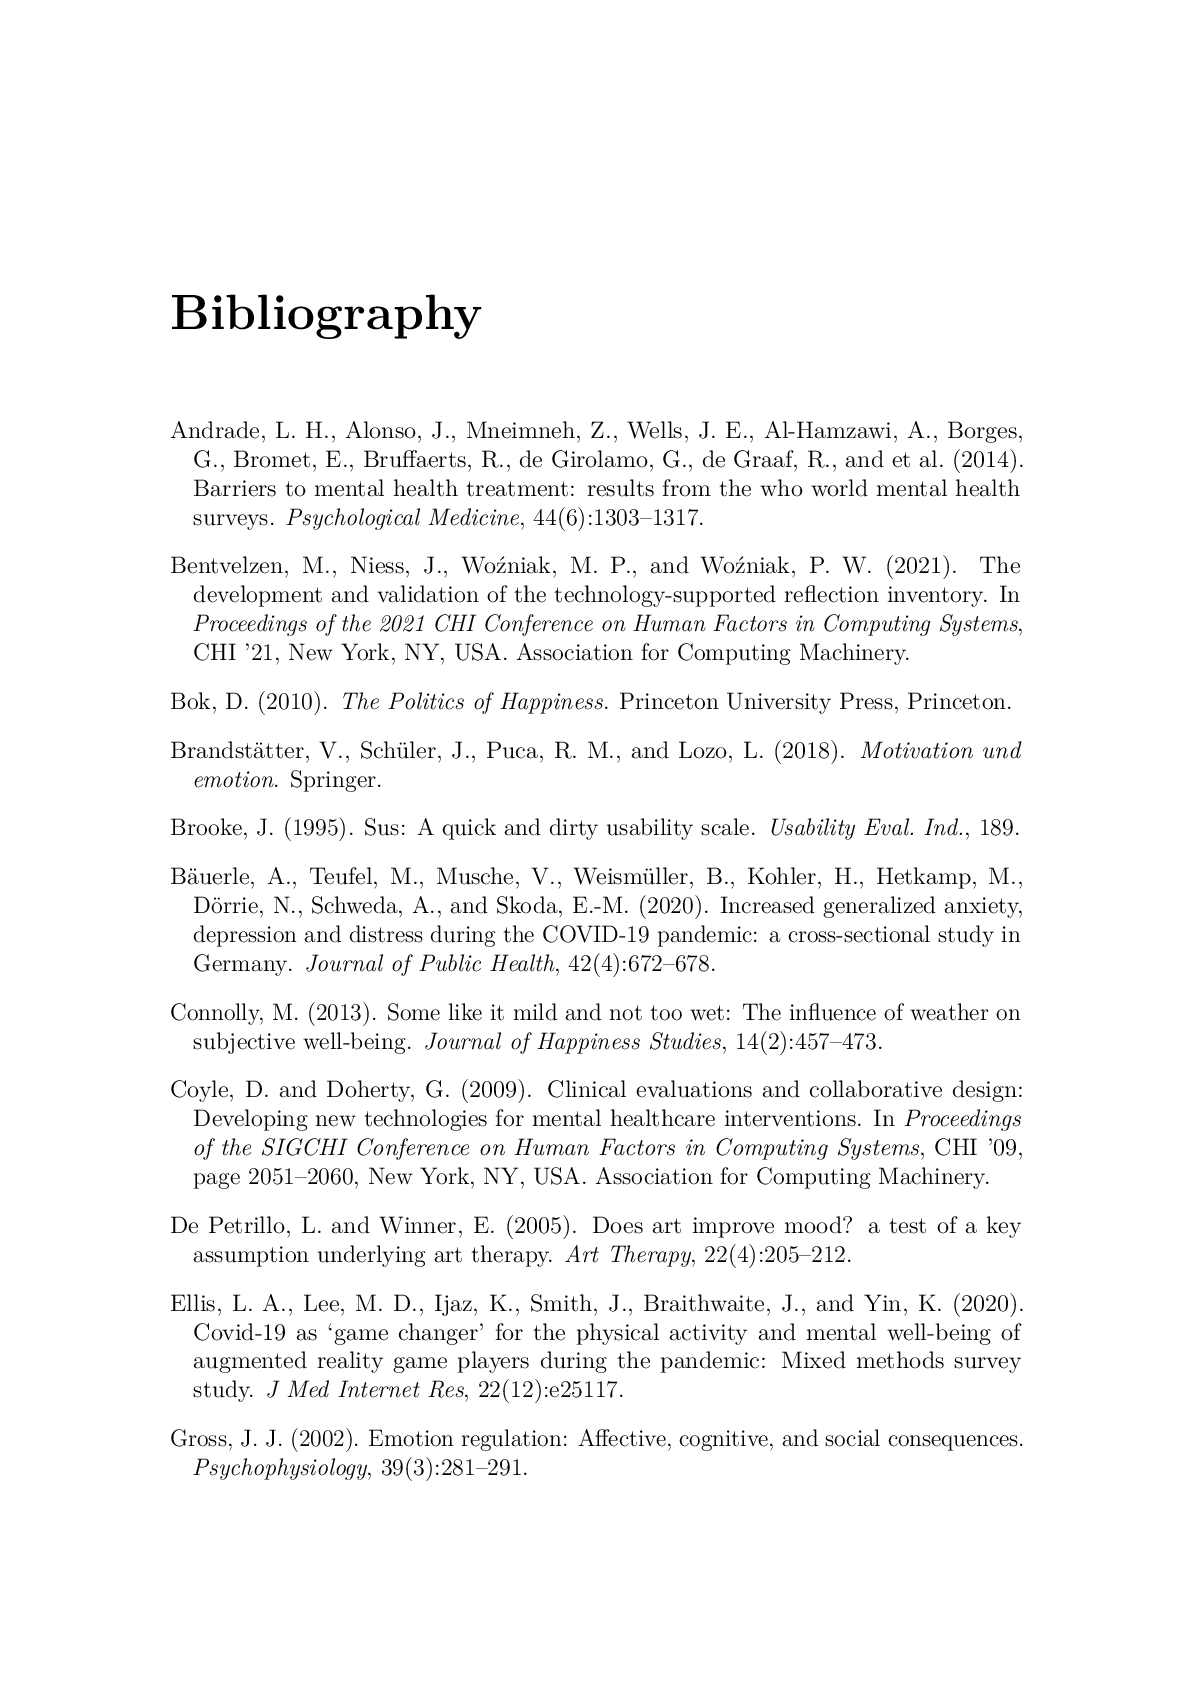 Bibliography
Andrade, L. H., Alonso, J., Mneimneh, Z., Wells, J. E., Al-Hamzawi, A., Borges,
G., Bromet, E., Bruffaerts, R., de Girolamo, G., de Graaf, R., and et al. (2014).
Barriers to mental health treatment: results from the who world mental health
surveys. Psychological Medicine, 44(6):1303–1317.
Bentvelzen, M., Niess, J., Woźniak, M. P., and Woźniak, P. W. (2021). The
development and validation of the technology-supported reflection inventory. In
Proceedings of the 2021 CHI Conference on Human Factors in Computing Systems,
CHI ’21, New York, NY, USA. Association for Computing Machinery.
Bok, D. (2010). The Politics of Happiness. Princeton University Press, Princeton.
Brandstätter, V., Schüler, J., Puca, R. M., and Lozo, L. (2018). Motivation und
emotion. Springer.
Brooke, J. (1995). Sus: A quick and dirty usability scale. Usability Eval. Ind., 189.
Bäuerle, A., Teufel, M., Musche, V., Weismüller, B., Kohler, H., Hetkamp, M.,
Dörrie, N., Schweda, A., and Skoda, E.-M. (2020). Increased generalized anxiety,
depression and distress during the COVID-19 pandemic: a cross-sectional study in
Germany. Journal of Public Health, 42(4):672–678.
Connolly, M. (2013). Some like it mild and not too wet: The influence of weather on
subjective well-being. Journal of Happiness Studies, 14(2):457–473.
Coyle, D. and Doherty, G. (2009). Clinical evaluations and collaborative design:
Developing new technologies for mental healthcare interventions. In Proceedings
of the SIGCHI Conference on Human Factors in Computing Systems, CHI ’09,
page 2051–2060, New York, NY, USA. Association for Computing Machinery.
De Petrillo, L. and Winner, E. (2005). Does art improve mood? a test of a key
assumption underlying art therapy. Art Therapy, 22(4):205–212.
Ellis, L. A., Lee, M. D., Ijaz, K., Smith, J., Braithwaite, J., and Yin, K. (2020).
Covid-19 as ‘game changer’ for the physical activity and mental well-being of
augmented reality game players during the pandemic: Mixed methods survey
study. J Med Internet Res, 22(12):e25117.
Gross, J. J. (2002). Emotion regulation: Affective, cognitive, and social consequences.
Psychophysiology, 39(3):281–291.